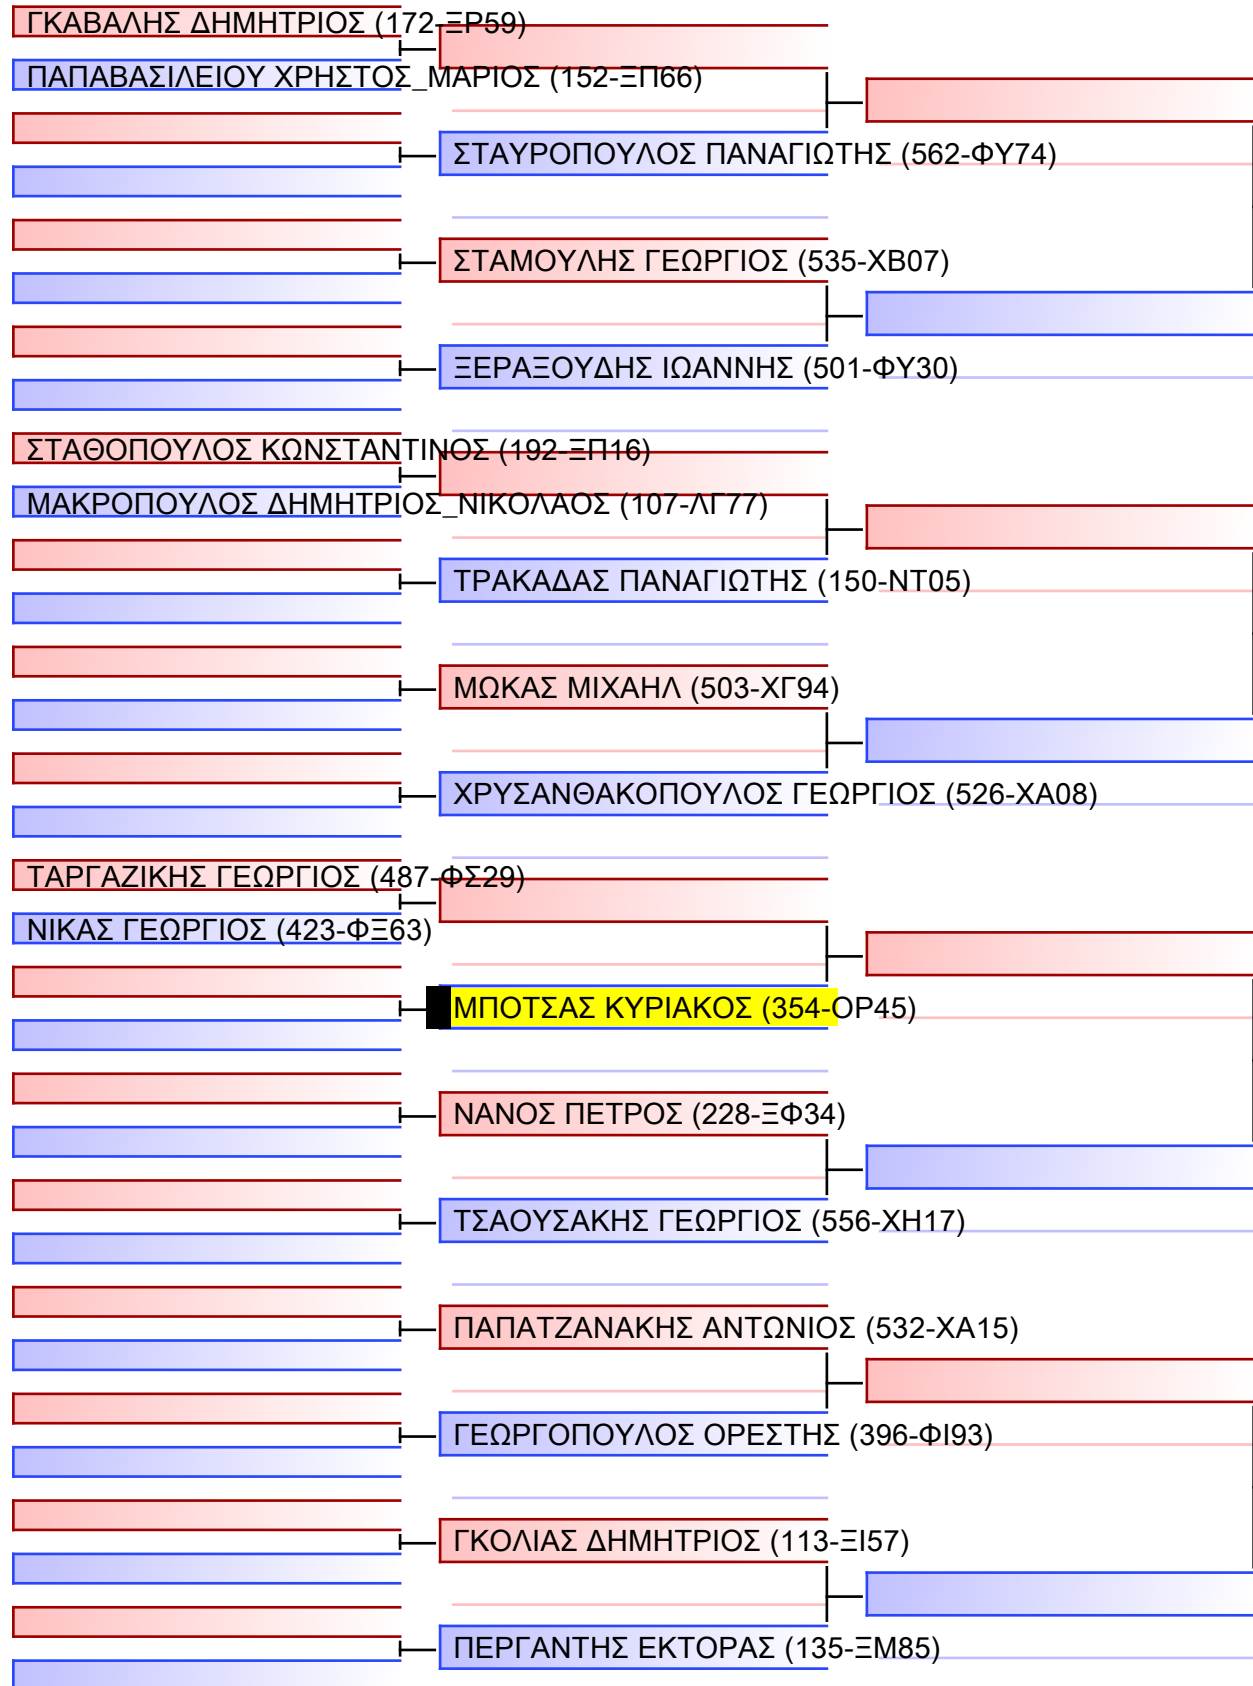 ΓΚΑΒΑΛΗΣ ΔΗΜΗΤΡΙΟΣ (172-ΞΡ59)
ΠΑΠΑΒΑΣΙΛΕΙΟΥ ΧΡΗΣΤΟΣ_ΜΑΡΙΟΣ (152-ΞΠ66)
ΣΤΑΥΡΟΠΟΥΛΟΣ ΠΑΝΑΓΙΩΤΗΣ (562-ΦΥ74)
ΣΤΑΜΟΥΛΗΣ ΓΕΩΡΓΙΟΣ (535-ΧΒ07)
ΞΕΡΑΞΟΥΔΗΣ ΙΩΑΝΝΗΣ (501-ΦΥ30)
ΣΤΑΘΟΠΟΥΛΟΣ ΚΩΝΣΤΑΝΤΙΝΟΣ (192-ΞΠ16)
ΜΑΚΡΟΠΟΥΛΟΣ ΔΗΜΗΤΡΙΟΣ_ΝΙΚΟΛΑΟΣ (107-ΛΓ77)
ΤΡΑΚΑΔΑΣ ΠΑΝΑΓΙΩΤΗΣ (150-ΝΤ05)
ΜΩΚΑΣ ΜΙΧΑΗΛ (503-ΧΓ94)
ΧΡΥΣΑΝΘΑΚΟΠΟΥΛΟΣ ΓΕΩΡΓΙΟΣ (526-ΧΑ08)
ΤΑΡΓΑΖΙΚΗΣ ΓΕΩΡΓΙΟΣ (487-ΦΣ29)
ΝΙΚΑΣ ΓΕΩΡΓΙΟΣ (423-ΦΞ63)
ΜΠΟΤΣΑΣ ΚΥΡΙΑΚΟΣ (354-ΟΡ45)
ΝΑΝΟΣ ΠΕΤΡΟΣ (228-ΞΦ34)
ΤΣΑΟΥΣΑΚΗΣ ΓΕΩΡΓΙΟΣ (556-ΧΗ17)
ΠΑΠΑΤΖΑΝΑΚΗΣ ΑΝΤΩΝΙΟΣ (532-ΧΑ15)
ΓΕΩΡΓΟΠΟΥΛΟΣ ΟΡΕΣΤΗΣ (396-ΦΙ93)
ΓΚΟΛΙΑΣ ΔΗΜΗΤΡΙΟΣ (113-ΞΙ57)
ΠΕΡΓΑΝΤΗΣ ΕΚΤΟΡΑΣ (135-ΞΜ85)